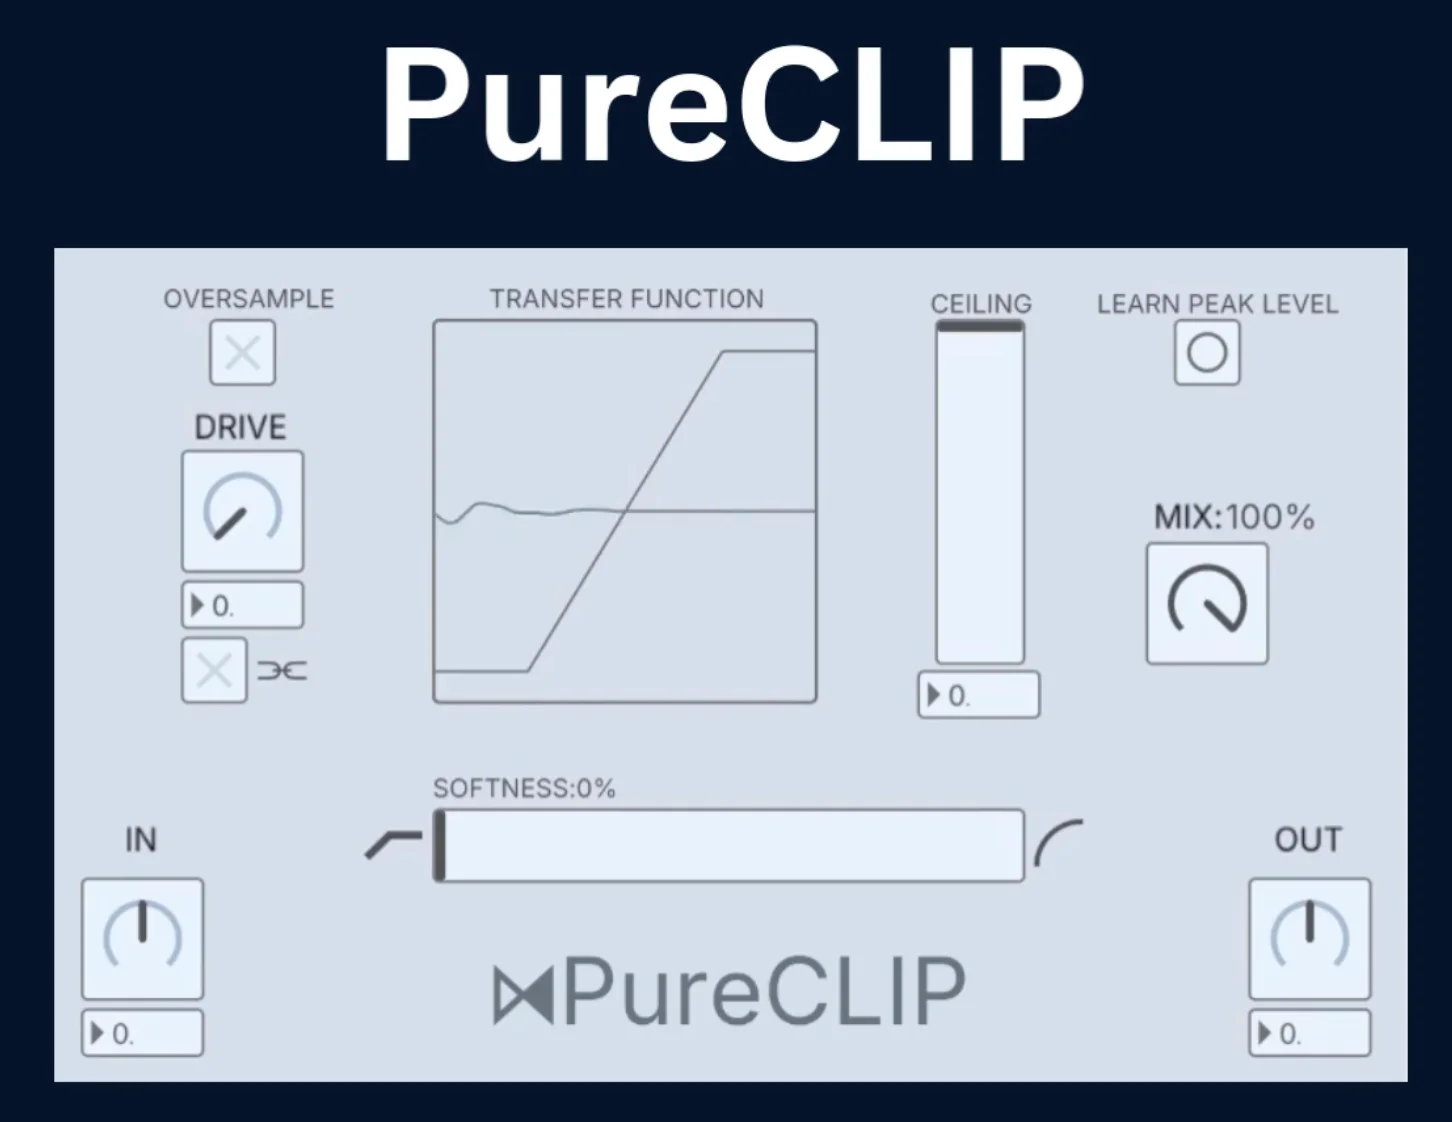 PureCLIP
OVERSAMPLE
TRANSFER FUNCTION
CEILING
LEARN PEAK LEVEL
DRIVE
0.
MIX:100%
0.
SOFTNESS:0%
IN
OUT
PureCLIP
0.
0.